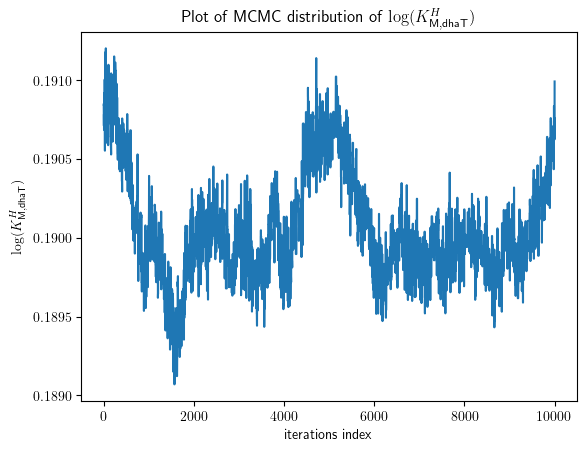 Plot of MCMC distribution of log(K^H_{M,dhaT})
log(K^H_{M,dhaT})
0.1910
0.1905
0.1900
0.1895
0.1890
0 2000 4000 6000 8000 10000
iterations index